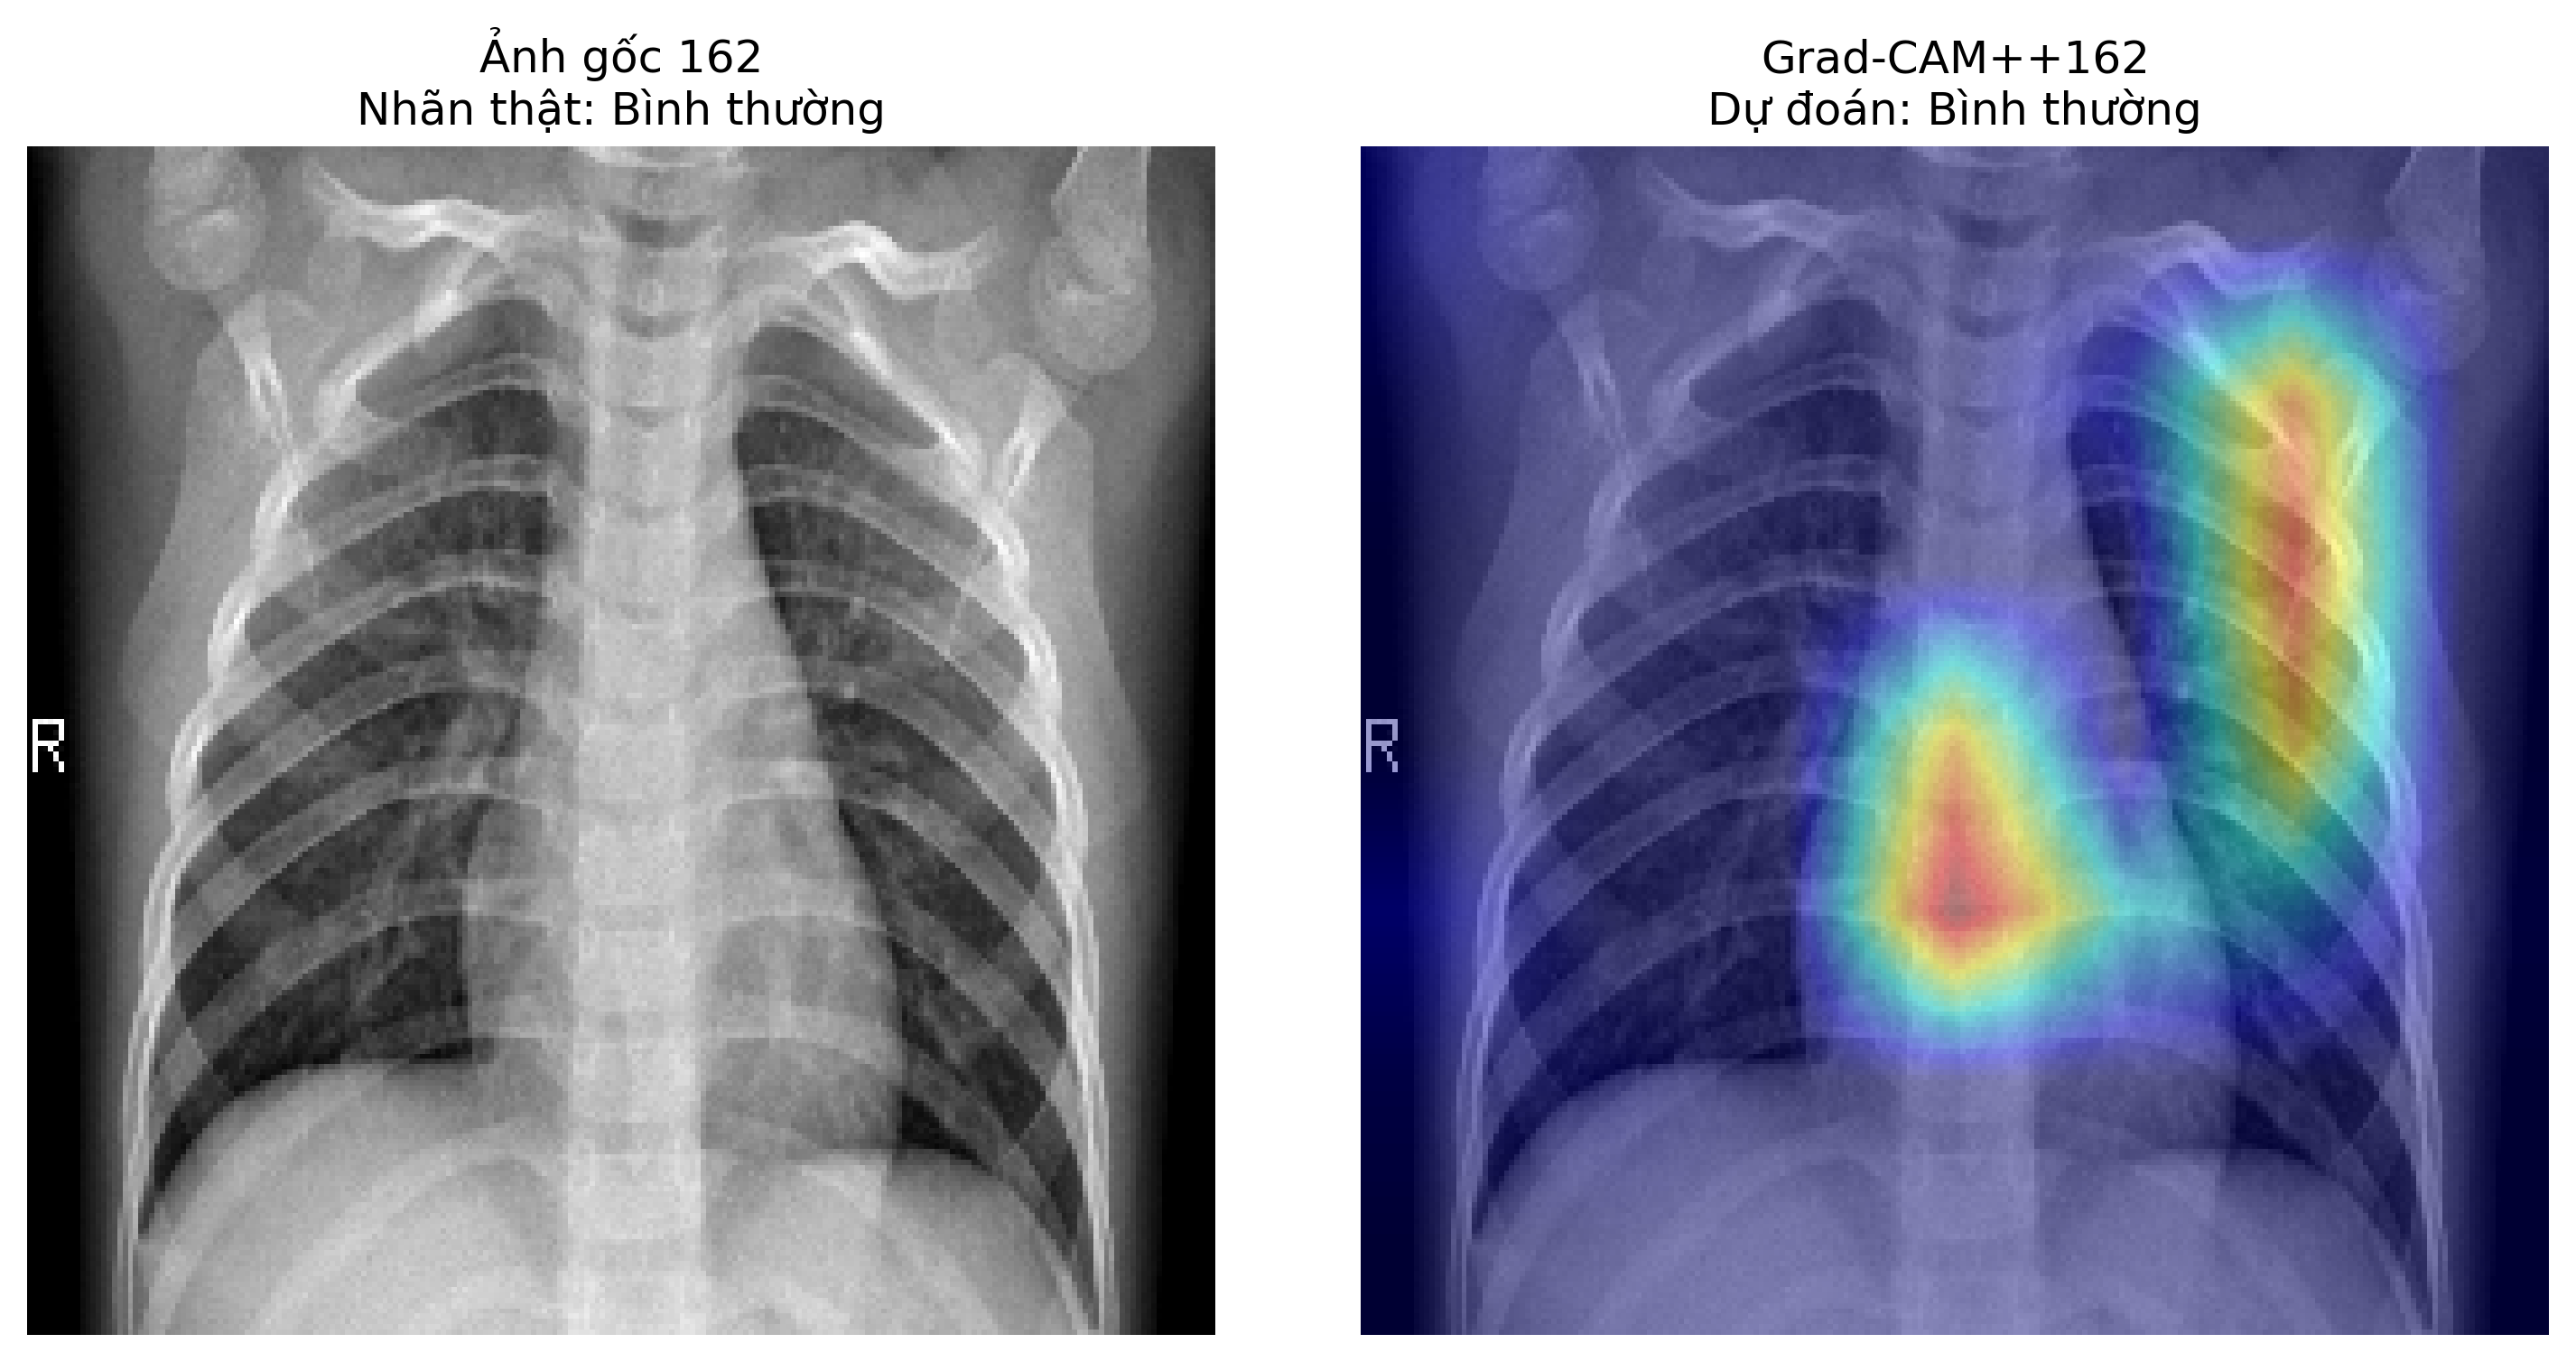 Ảnh gốc 162
Nhãn thật: Bình thường
Grad-CAM++162
Dự đoán: Bình thường
R
R